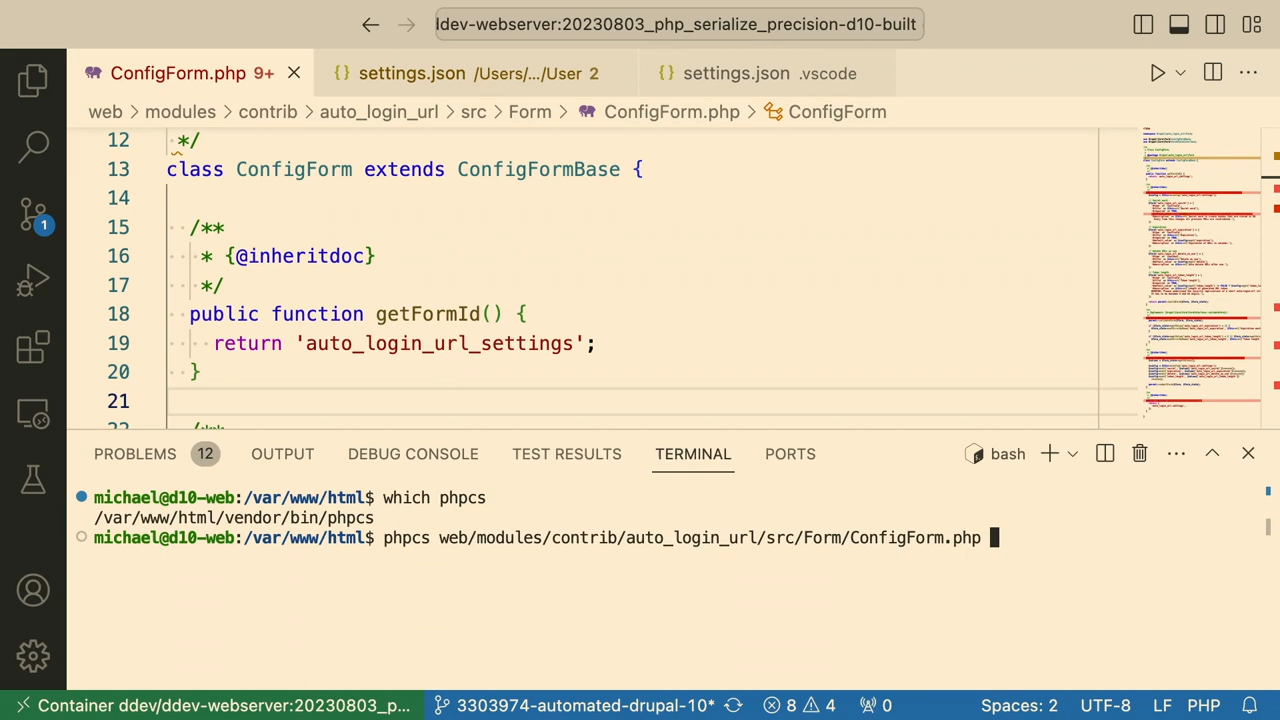 ddev-webserver:20230803_php_serialize_precision-d10-built
ConfigForm.php 9+
settings.json /Users/.../User 2
settings.json .vscode
web > modules > contrib > auto_login_url > src > Form > ConfigForm.php > ConfigForm
12 */
13 class ConfigForm extends ConfigFormBase {
14
15 /**
16 * {@inheritdoc}
17 */
18 public function getFormId() {
19 return 'auto_login_url_settings';
20 }
21
22 /**
PROBLEMS 12 OUTPUT DEBUG CONSOLE TEST RESULTS TERMINAL PORTS bash
michael@d10-web:/var/www/html$ which phpcs
/var/www/html/vendor/bin/phpcs
michael@d10-web:/var/www/html$ phpcs web/modules/contrib/auto_login_url/src/Form/ConfigForm.php
1
Container ddev/ddev-webserver:20230803_p... 3303974-automated-drupal-10* 8 4 0 Spaces: 2 UTF-8 LF PHP